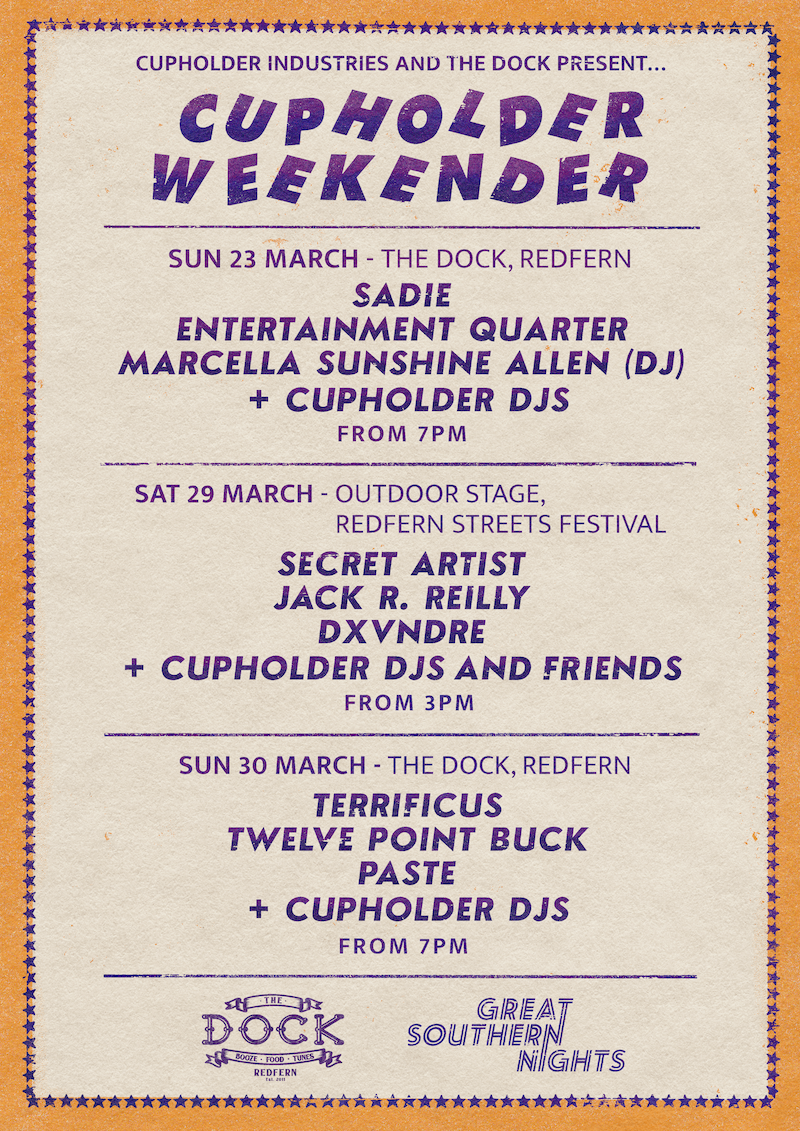 CUPHOLDER INDUSTRIES AND THE DOCK PRESENT...
CUPHOLDER
WEEKENDER
SUN 23 MARCH - THE DOCK, REDFERN
SADIE
ENTERTAINMENT QUARTER
MARCELLA SUNSHINE ALLEN (DJ)
+ CUPHOLDER DJS
FROM 7PM
SAT 29 MARCH - OUTDOOR STAGE,
REDFERN STREETS FESTIVAL
SECRET ARTIST
JACK R. REILLY
DXVNDRE
+ CUPHOLDER DJS AND FRIENDS
FROM 3PM
SUN 30 MARCH - THE DOCK, REDFERN
TERRIFICUS
TWELVE POINT BUCK
PASTE
+ CUPHOLDER DJS
FROM 7PM
· THE ·
DOCK
BOOZE · FOOD · TUNES
REDFERN
Est. 2011
GREAT
SOUTHERN
NIGHTS